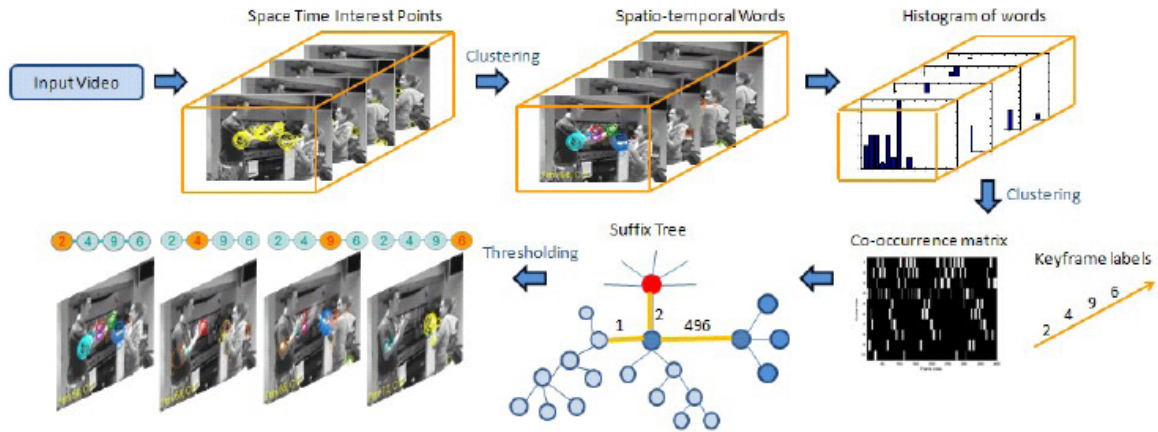 Space Time Interest Points
Spatio-temporal Words
Histogram of words
Input Video
Clustering
Clustering
Co-occurrence matrix
Keyframe labels
2 4 9 6
Suffix Tree
1 2 496
Thresholding
2 4 9 6
2 4 9 6
2 4 9 6
2 4 9 6